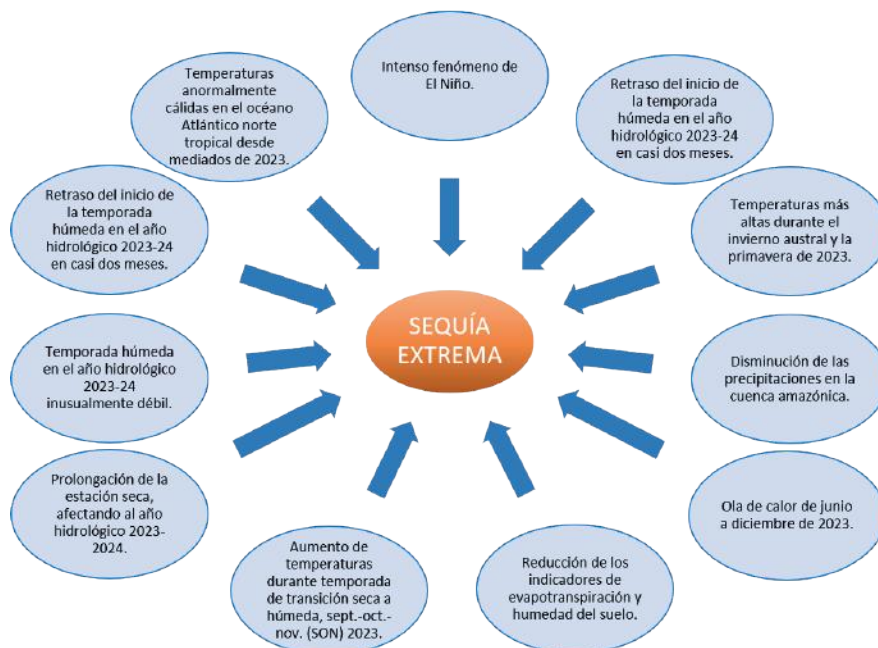 Intenso fenómeno de
El Niño.
Temperaturas
anormalmente
cálidas en el océano
Atlántico norte
tropical desde
mediados de 2023.
Retraso del inicio de
la temporada
húmeda en el año
hidrológico 2023-24
en casi dos meses.
Retraso del inicio de
la temporada
húmeda en el año
hidrológico 2023-24
en casi dos meses.
Temperaturas más
altas durante el
invierno austral y la
primavera de 2023.
SEQUÍA
EXTREMA
Temporada húmeda
en el año hidrológico
2023-24
inusualmente débil.
Disminución de las
precipitaciones en la
cuenca amazónica.
Prolongación de la
estación seca,
afectando al año
hidrológico 2023-
2024.
Ola de calor de junio
a diciembre de 2023.
Aumento de
temperaturas
durante temporada
de transición seca a
húmeda, sept.-oct.-
nov. (SON) 2023.
Reducción de los
indicadores de
evapotranspiración y
humedad del suelo.